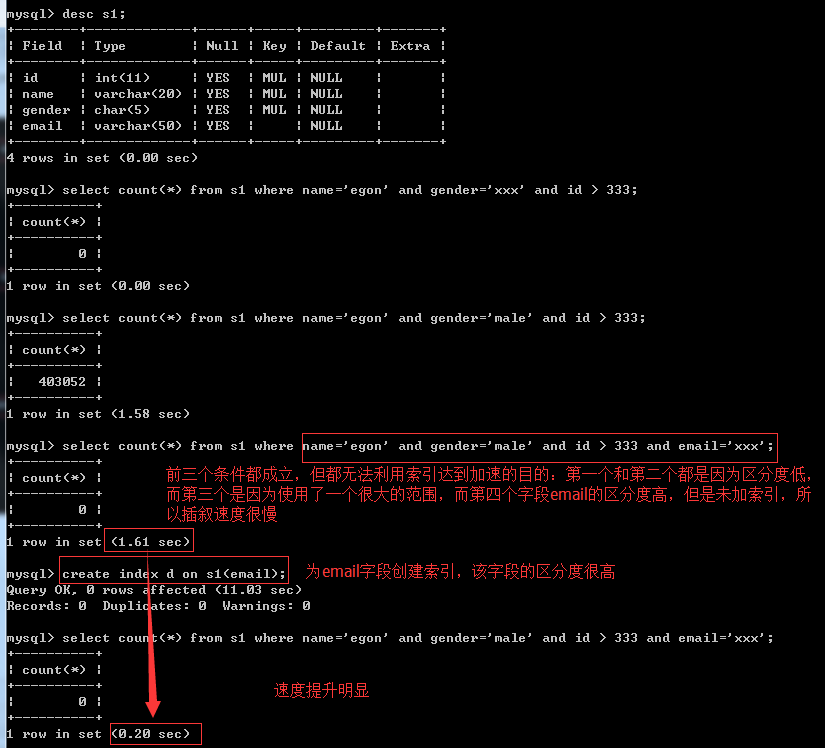 mysql> desc s1;
+--------+-------------+------+-----+---------+-------+
¦ Field  ¦ Type        ¦ Null ¦ Key ¦ Default ¦ Extra ¦
+--------+-------------+------+-----+---------+-------+
¦ id     ¦ int(11)     ¦ YES  ¦ MUL ¦ NULL    ¦       ¦
¦ name   ¦ varchar(20) ¦ YES  ¦ MUL ¦ NULL    ¦       ¦
¦ gender ¦ char(5)     ¦ YES  ¦ MUL ¦ NULL    ¦       ¦
¦ email  ¦ varchar(50) ¦ YES  ¦     ¦ NULL    ¦       ¦
+--------+-------------+------+-----+---------+-------+
4 rows in set (0.00 sec)
mysql> select count(*) from s1 where name='egon' and gender='xxx' and id > 333;
+----------+
¦ count(*) ¦
+----------+
¦        0 ¦
+----------+
1 row in set (0.00 sec)
mysql> select count(*) from s1 where name='egon' and gender='male' and id > 333;
+----------+
¦ count(*) ¦
+----------+
¦   403052 ¦
+----------+
1 row in set (1.58 sec)
mysql> select count(*) from s1 where name='egon' and gender='male' and id > 333 and email='xxx';
+----------+
¦ count(*) ¦
+----------+
¦        0 ¦
+----------+
前三个条件都成立，但都无法利用索引达到加速的目的：第一个和第二个都是因为区分度低，
而第三个是因为使用了一个很大的范围，而第四个字段email的区分度高，但是未加索引，所
以插叙速度很慢
1 row in set (1.61 sec)
mysql> create index d on s1(email);
为email字段创建索引，该字段的区分度很高
Query OK, 0 rows affected (11.03 sec)
Records: 0  Duplicates: 0  Warnings: 0
mysql> select count(*) from s1 where name='egon' and gender='male' and id > 333 and email='xxx';
+----------+
¦ count(*) ¦
+----------+
¦        0 ¦
+----------+
速度提升明显
1 row in set (0.20 sec)